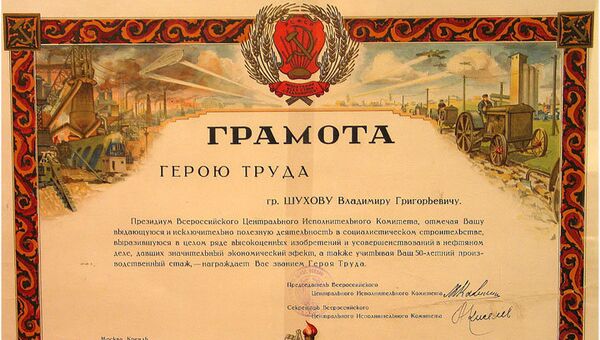 ГРАМОТА
ГЕРОЮ ТРУДА
гр. ШУХОВУ Владимиру Григорьевичу.
Президиум Всероссийского Центрального Исполнительного Комитета, отмечая Вашу
выдающуюся и исключительно полезную деятельность в социалистическом строительстве,
выразившуюся в целом ряде высокоценных изобретений и усовершенствований в нефтяном
деле, давших значительный экономический эффект, а также учитывая Ваш 50-летний произ-
водственный стаж,—награждает Вас званием Героя Труда.
Председатель Всероссийского
Центрального Исполнительного Комитета
Секретарь Всероссийского
Центрального Исполнительного Комитета
Москва Кремль